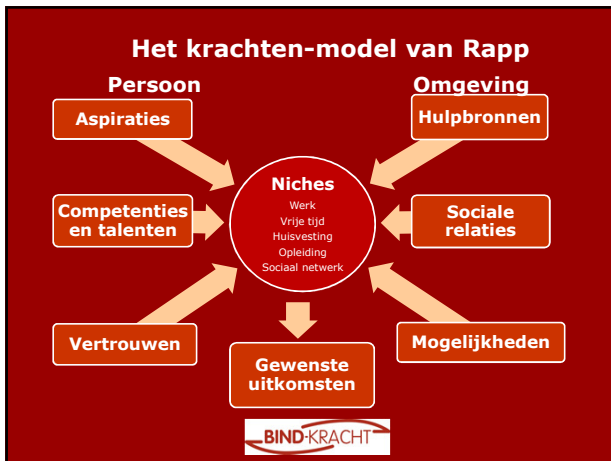 Het krachten-model van Rapp
Persoon
Omgeving
Aspiraties
Hulpbronnen
Niches
Werk
Vrije tijd
Huisvesting
Opleiding
Sociaal netwerk
Competenties
en talenten
Sociale
relaties
Vertrouwen
Mogelijkheden
Gewenste
uitkomsten
BIND-KRACHT